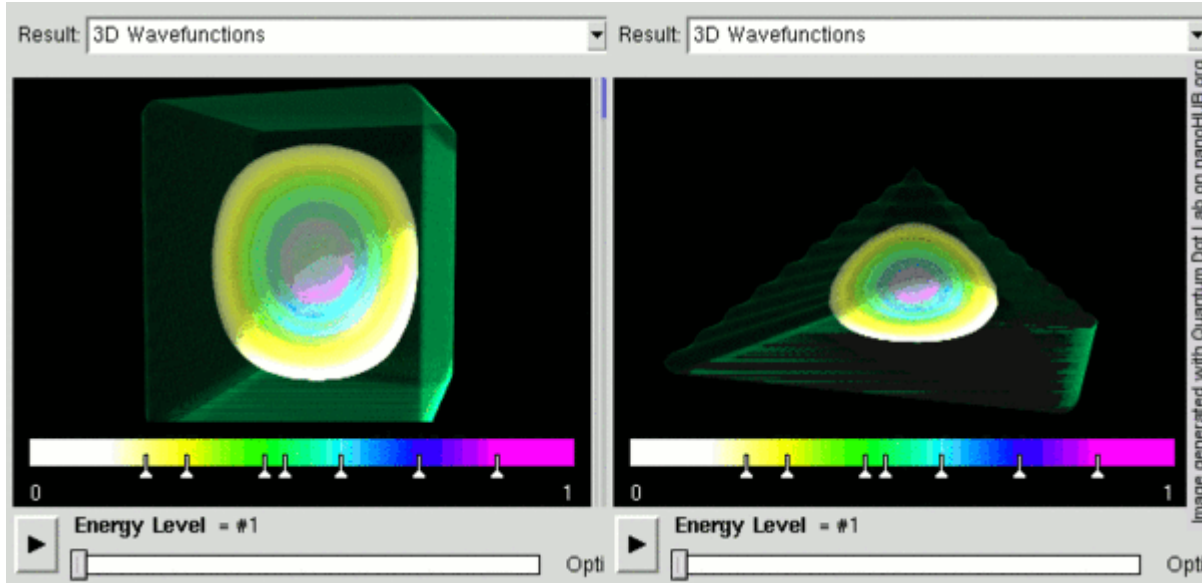 Result: 3D Wavefunctions
Result: 3D Wavefunctions
0 1
0 1
Energy Level = #1
Energy Level = #1
Opti
Opti
Image generated with Quantum Dot Lab on nanoHUB.org